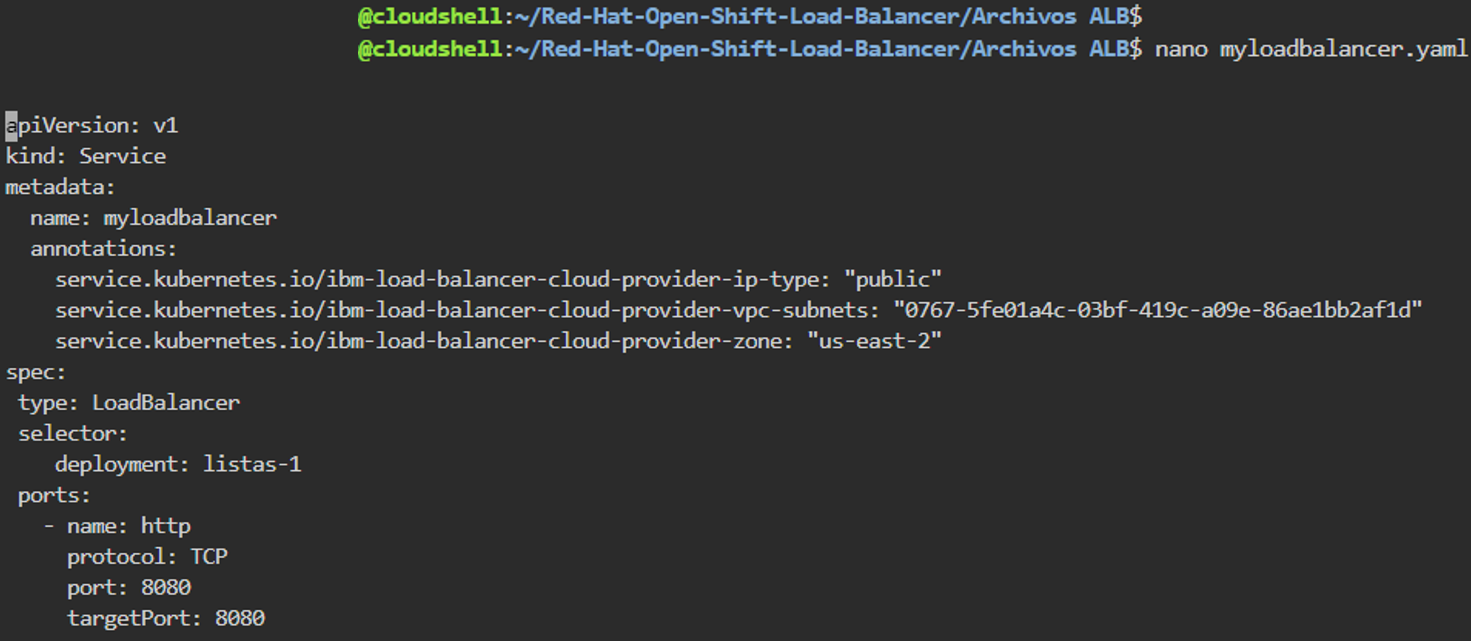 @cloudshell:~/Red-Hat-Open-Shift-Load-Balancer/Archivos ALB$
@cloudshell:~/Red-Hat-Open-Shift-Load-Balancer/Archivos ALB$ nano myloadbalancer.yaml
apiVersion: v1
kind: Service
metadata:
  name: myloadbalancer
  annotations:
    service.kubernetes.io/ibm-load-balancer-cloud-provider-ip-type: "public"
    service.kubernetes.io/ibm-load-balancer-cloud-provider-vpc-subnets: "0767-5fe01a4c-03bf-419c-a09e-86ae1bb2af1d"
    service.kubernetes.io/ibm-load-balancer-cloud-provider-zone: "us-east-2"
spec:
 type: LoadBalancer
 selector:
    deployment: listas-1
 ports:
   - name: http
     protocol: TCP
     port: 8080
     targetPort: 8080